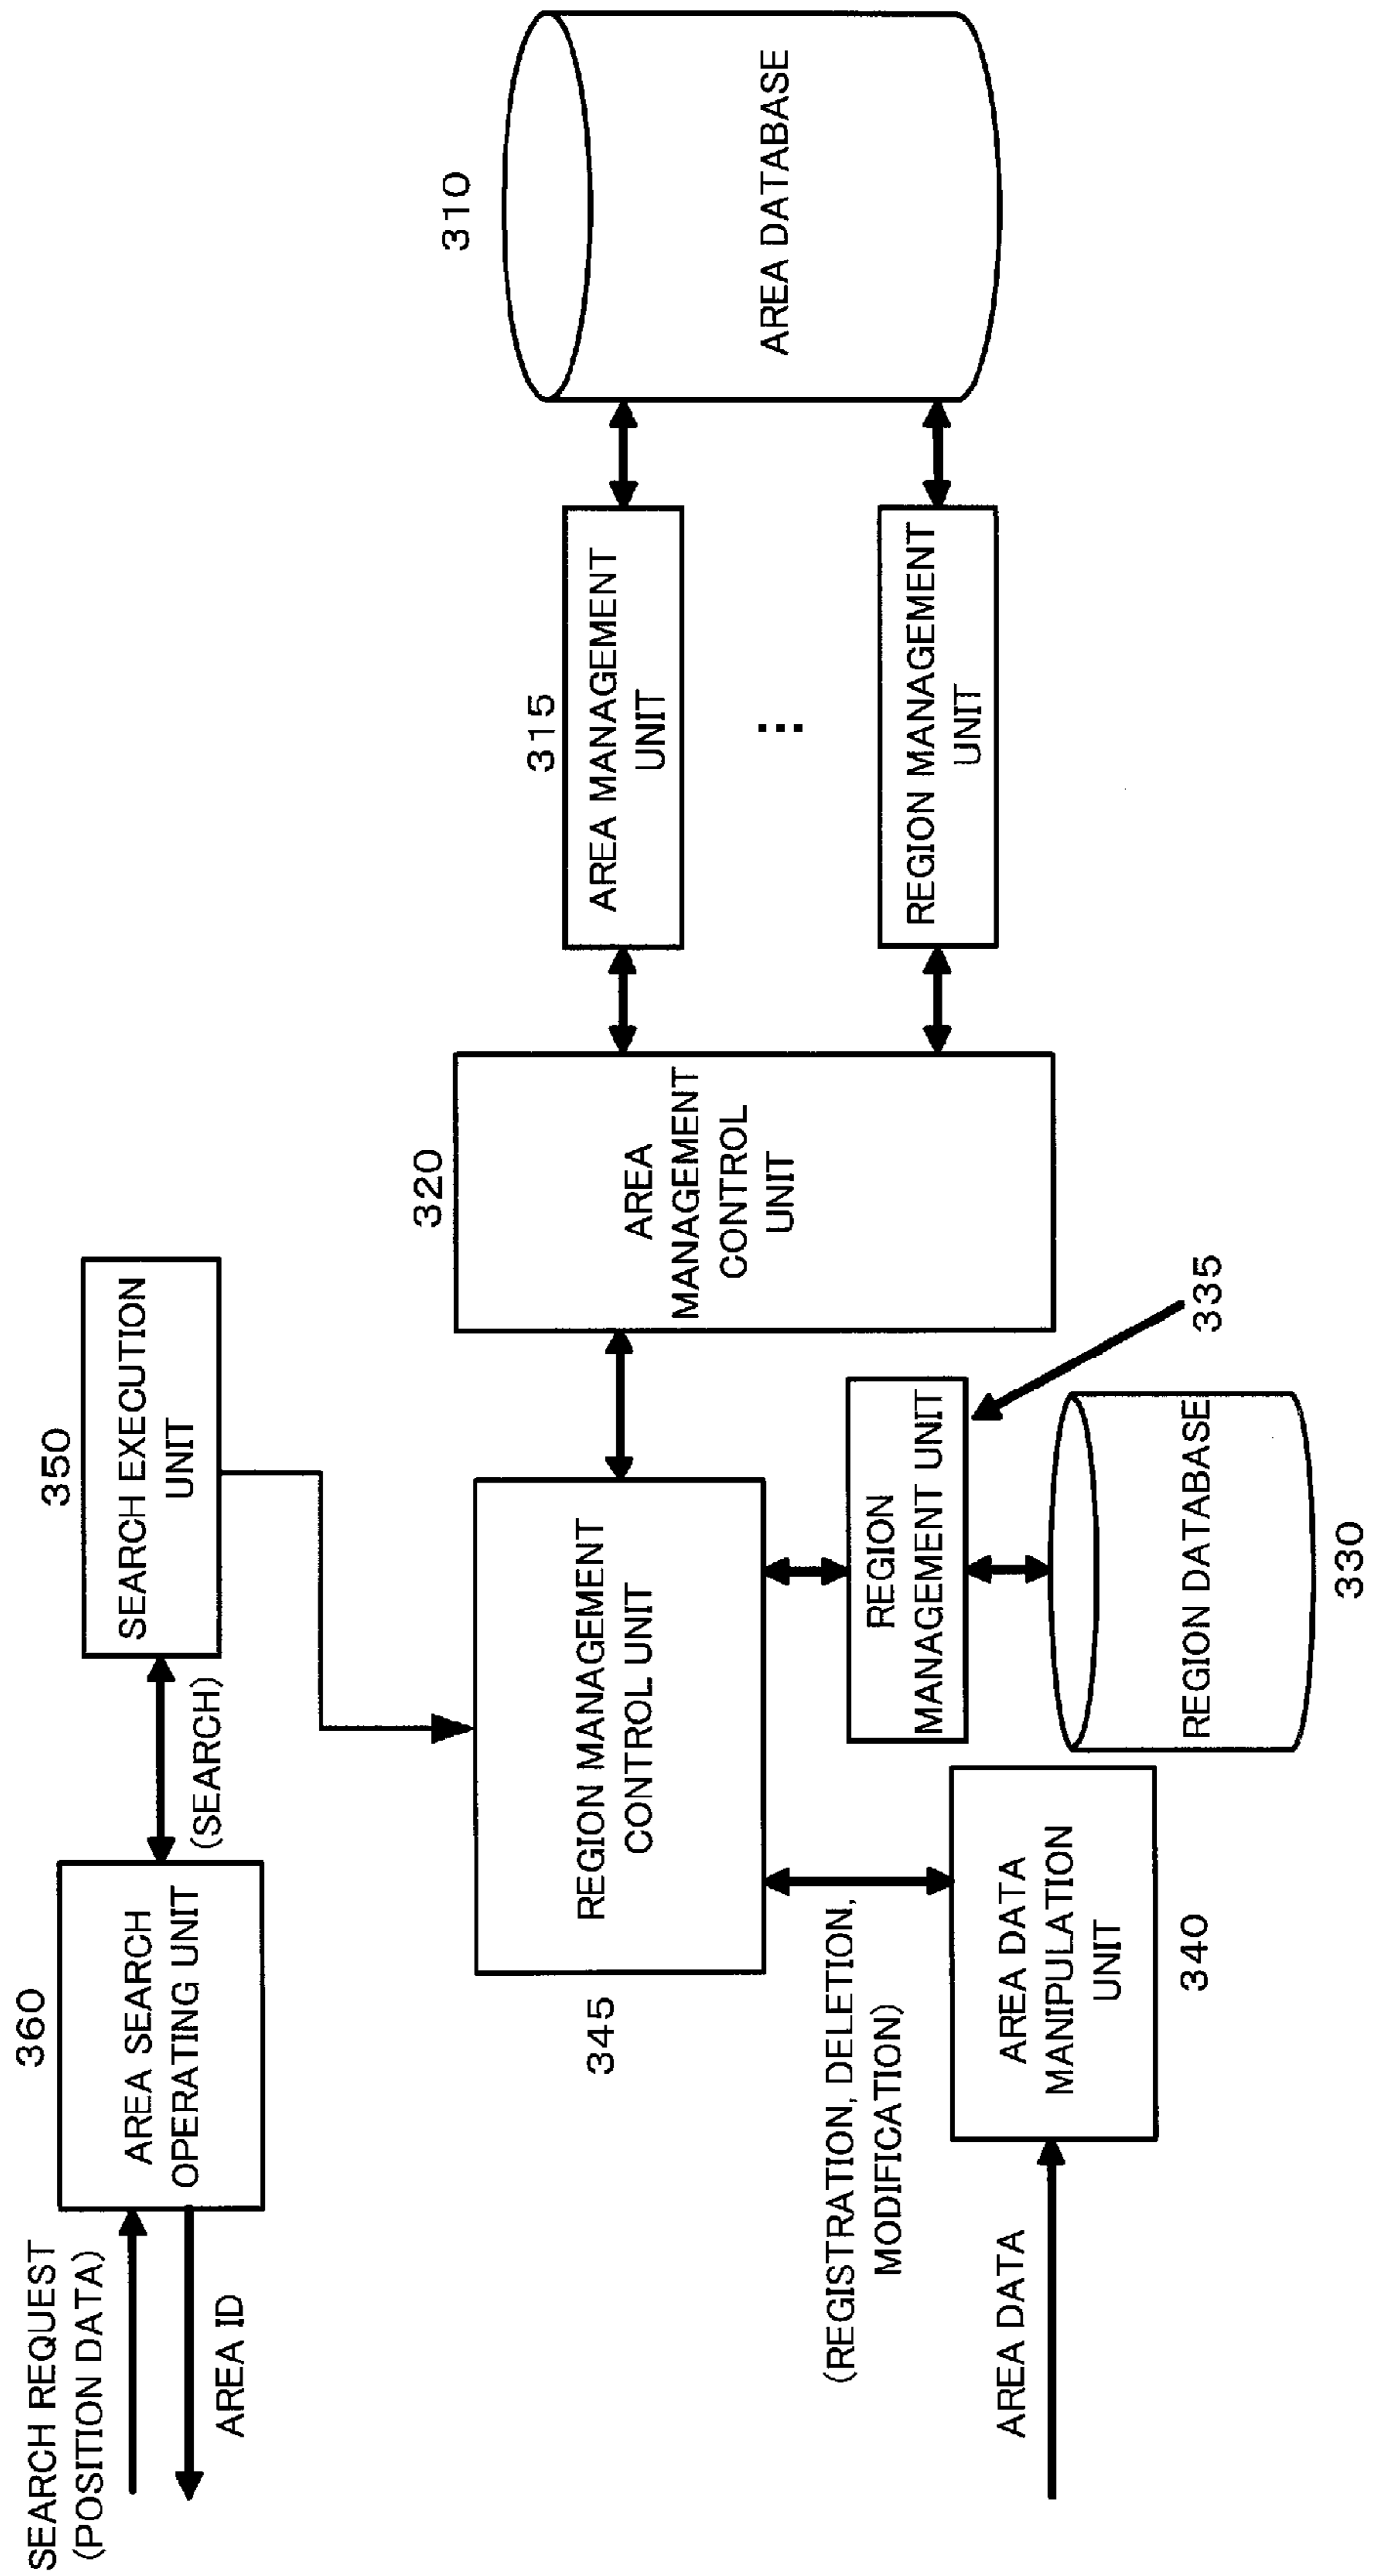 SEARCH REQUEST
(POSITION DATA)
AREA ID
360
AREA SEARCH
OPERATING UNIT
(SEARCH)
350
SEARCH EXECUTION
UNIT
345
REGION MANAGEMENT
CONTROL UNIT
320
AREA
MANAGEMENT
CONTROL
UNIT
315
AREA MANAGEMENT
UNIT
...
REGION MANAGEMENT
UNIT
310
AREA DATABASE
(REGISTRATION, DELETION,
MODIFICATION)
AREA DATA
AREA DATA
MANIPULATION
UNIT
340
REGION
MANAGEMENT UNIT
335
REGION DATABASE
330